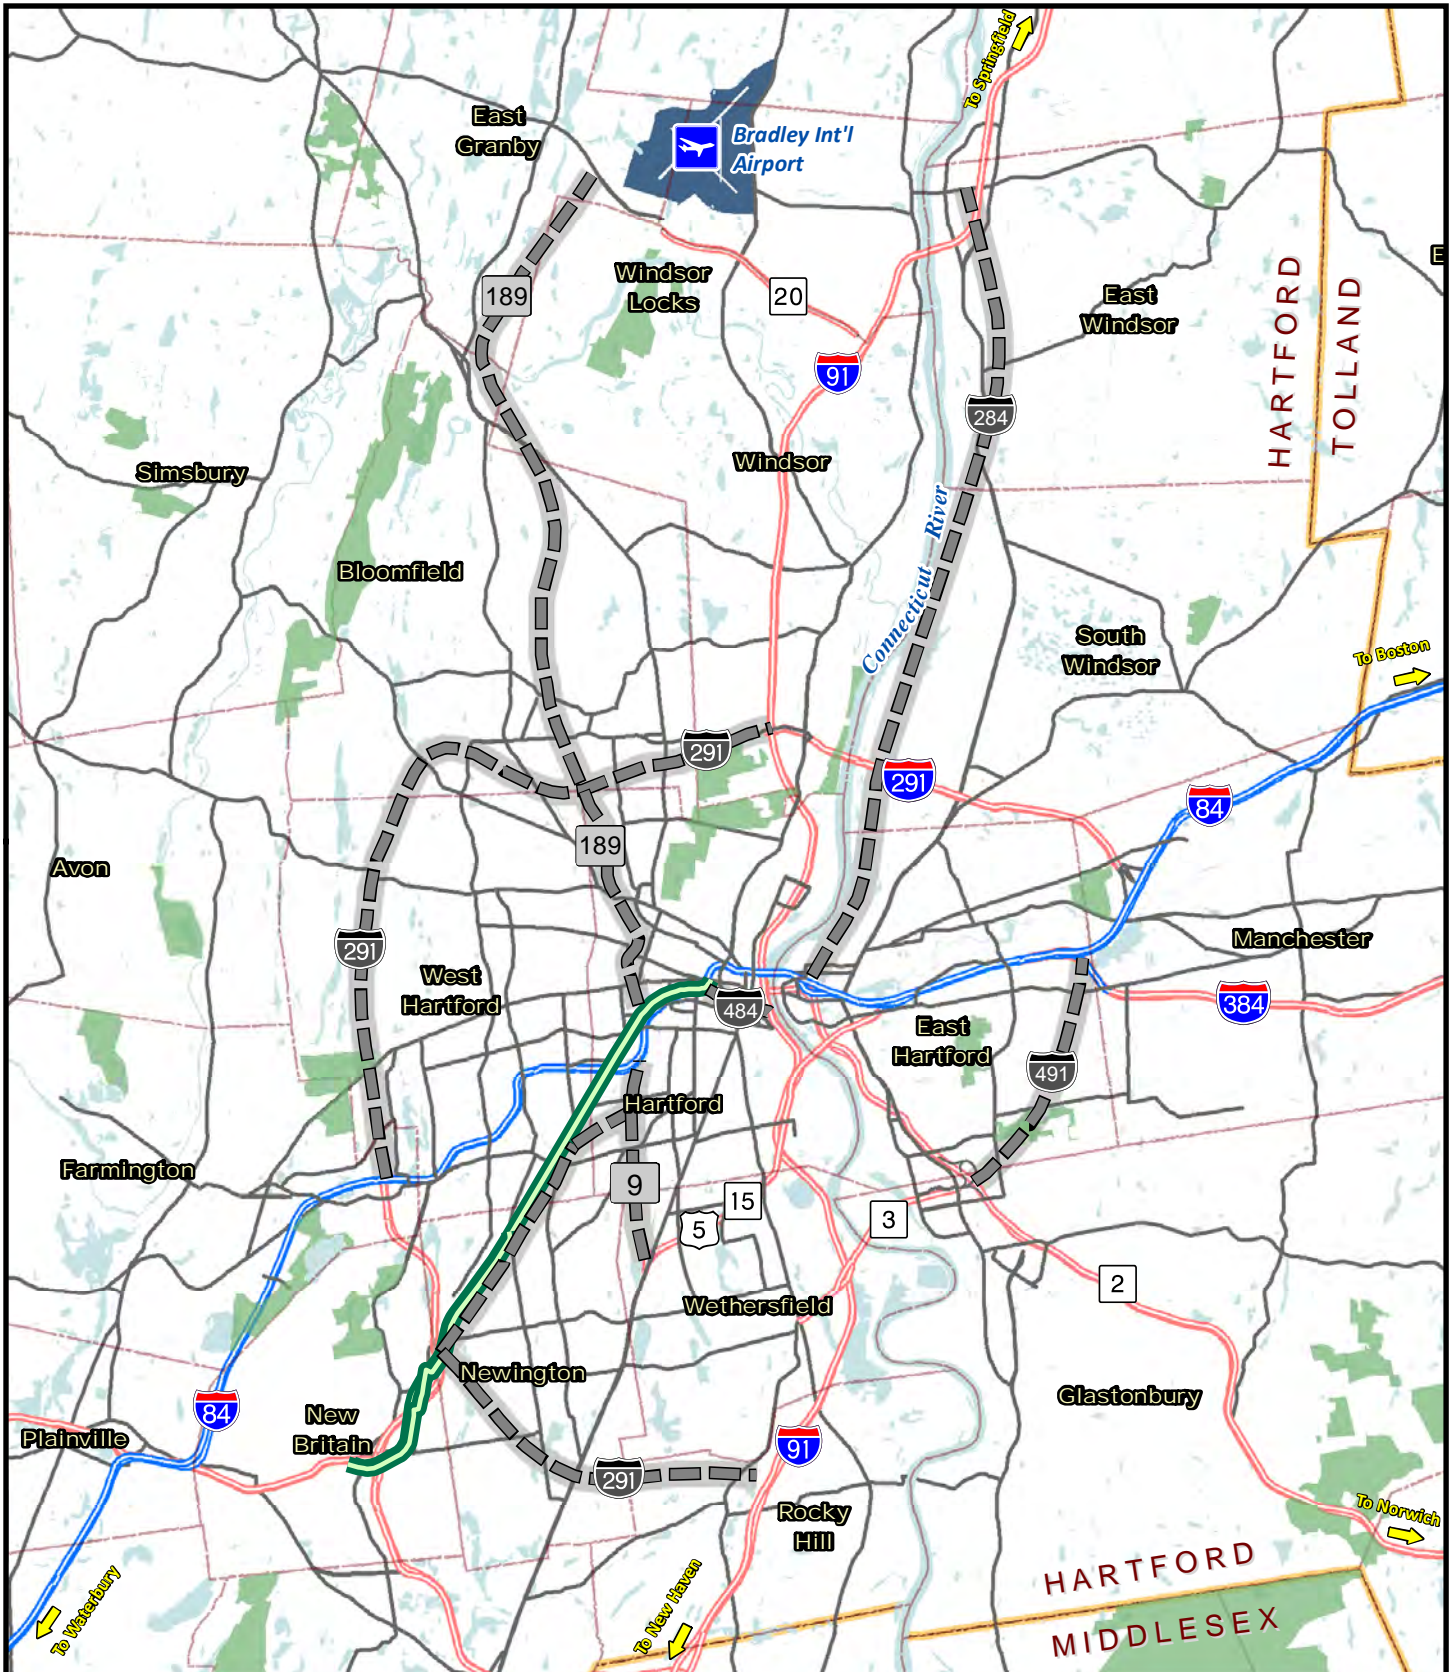 To Springfield
East
Granby
Bradley Int'l
Airport
189
Windsor
Locks
20
East
Windsor
HARTFORD
TOLLAND
E
91
284
Simsbury
Windsor
Connecticut River
Bloomfield
South
Windsor
To Boston
291
291
84
189
Avon
291
West
Hartford
Manchester
484
384
East
Hartford
491
Hartford
Farmington
9
15
5
3
2
Wethersfield
Newington
Glastonbury
84
New
Britain
Plainville
91
291
Rocky
Hill
To Norwich
To Waterbury
To New Haven
HARTFORD
MIDDLESEX